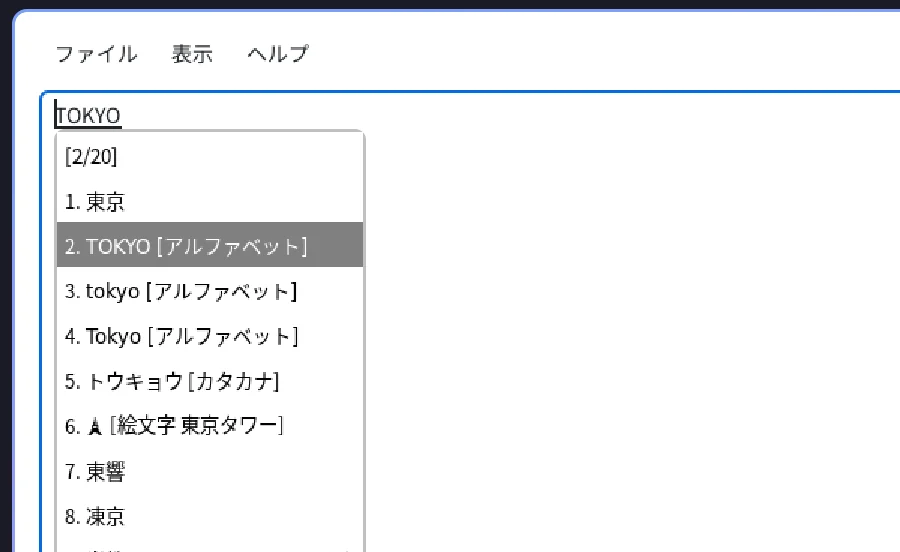 ファイル 表示 ヘルプ
TOKYO
[2/20]
1. 東京
2. TOKYO [アルファベット]
3. tokyo [アルファベット]
4. Tokyo [アルファベット]
5. トウキョウ [カタカナ]
6. 🗼 [絵文字 東京タワー]
7. 東響
8. 凍京